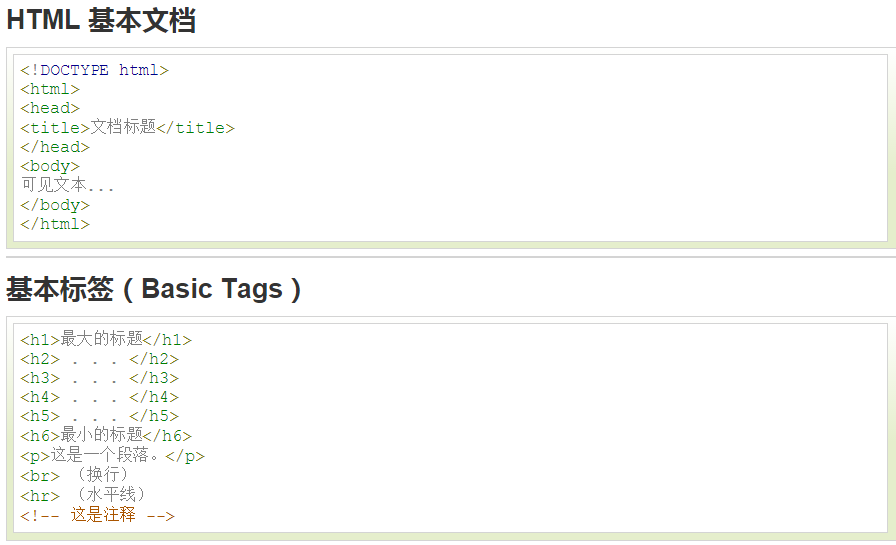 HTML 基本文档
<!DOCTYPE html>
<html>
<head>
<title>文档标题</title>
</head>
<body>
可见文本...
</body>
</html>
基本标签（Basic Tags）
<h1>最大的标题</h1>
<h2> . . . </h2>
<h3> . . . </h3>
<h4> . . . </h4>
<h5> . . . </h5>
<h6>最小的标题</h6>
<p>这是一个段落。</p>
<br> （换行）
<hr> （水平线）
<!-- 这是注释 -->